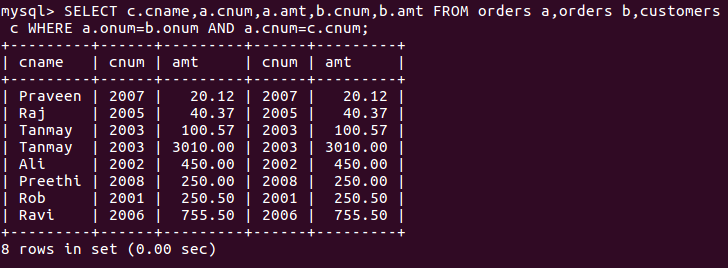 mysql> SELECT c.cname,a.cnum,a.amt,b.cnum,b.amt FROM orders a,orders b,customers
 c WHERE a.onum=b.onum AND a.cnum=c.cnum;
+---------+------+---------+------+---------+
| cname   | cnum | amt     | cnum | amt     |
+---------+------+---------+------+---------+
| Praveen | 2007 |   20.12 | 2007 |   20.12 |
| Raj     | 2005 |   40.37 | 2005 |   40.37 |
| Tanmay  | 2003 |  100.57 | 2003 |  100.57 |
| Tanmay  | 2003 | 3010.00 | 2003 | 3010.00 |
| Ali     | 2002 |  450.00 | 2002 |  450.00 |
| Preethi | 2008 |  250.00 | 2008 |  250.00 |
| Rob     | 2001 |  250.50 | 2001 |  250.50 |
| Ravi    | 2006 |  755.50 | 2006 |  755.50 |
+---------+------+---------+------+---------+
8 rows in set (0.00 sec)